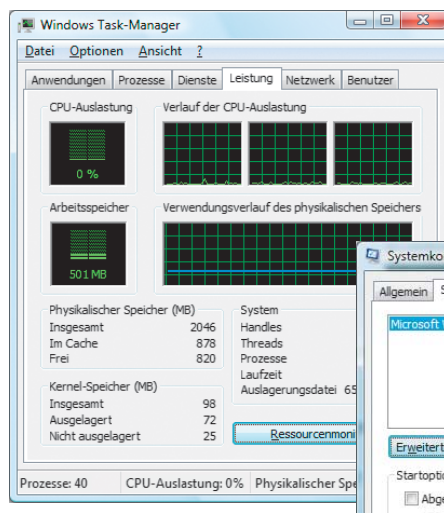 Windows Task-Manager
Datei Optionen Ansicht ?
Anwendungen Prozesse Dienste Leistung Netzwerk Benutzer
CPU-Auslastung Verlauf der CPU-Auslastung
0 %
Arbeitsspeicher Verwendungsverlauf des physikalischen Speichers
501 MB
Physikalischer Speicher (MB)
Insgesamt 2046
Im Cache 878
Frei 820
Kernel-Speicher (MB)
Insgesamt 98
Ausgelagert 72
Nicht ausgelagert 25
System
Handles
Threads
Prozesse
Laufzeit
Auslagerungsdatei 65
Ressourcenmoni
Prozesse: 40 CPU-Auslastung: 0% Physikalischer Spe
Systemko
Allgemein S
Microsoft W
Erweitert
Startoptio
Abge